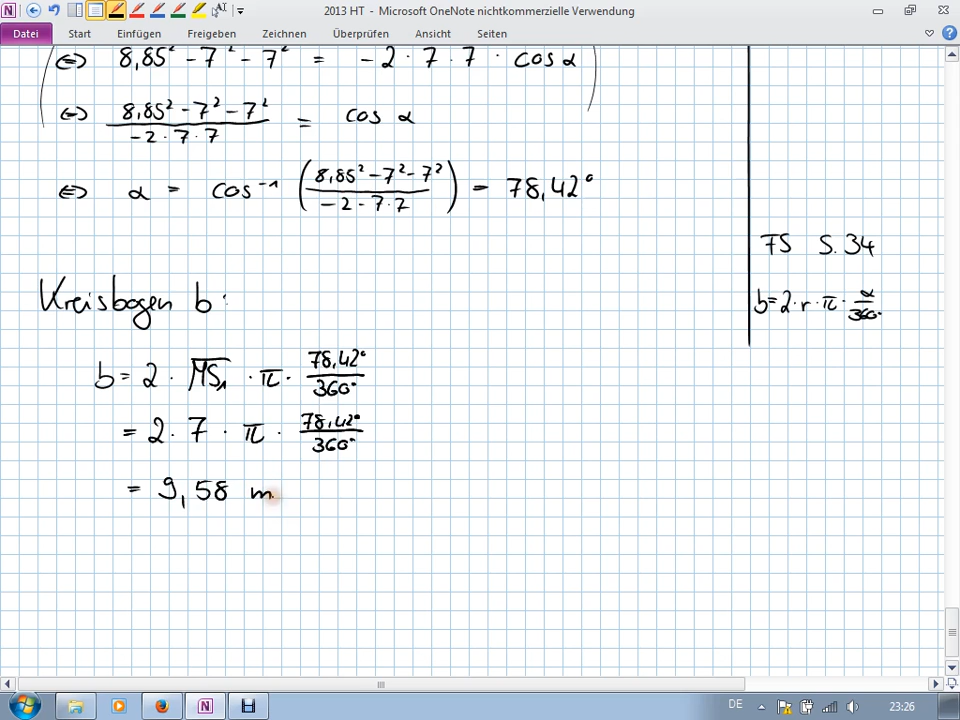 2013 HT - Microsoft OneNote nichtkommerzielle Verwendung
Datei Start Einfügen Freigeben Zeichnen Überprüfen Ansicht Seiten
⇔ 8,85² - 7² - 7² = -2 · 7 · 7 · cos α
⇔ (8,85² - 7² - 7²) / (-2 · 7 · 7) = cos α
⇔ α = cos⁻¹ ((8,85² - 7² - 7²) / (-2 · 7 · 7)) = 78,42°
FS S. 34
b = 2 · r · π · α/360°
Kreisbogen b:
b = 2 · MS₁ · π · 78,42°/360°
= 2 · 7 · π · 78,42°/360°
= 9,58 m
DE 23:26